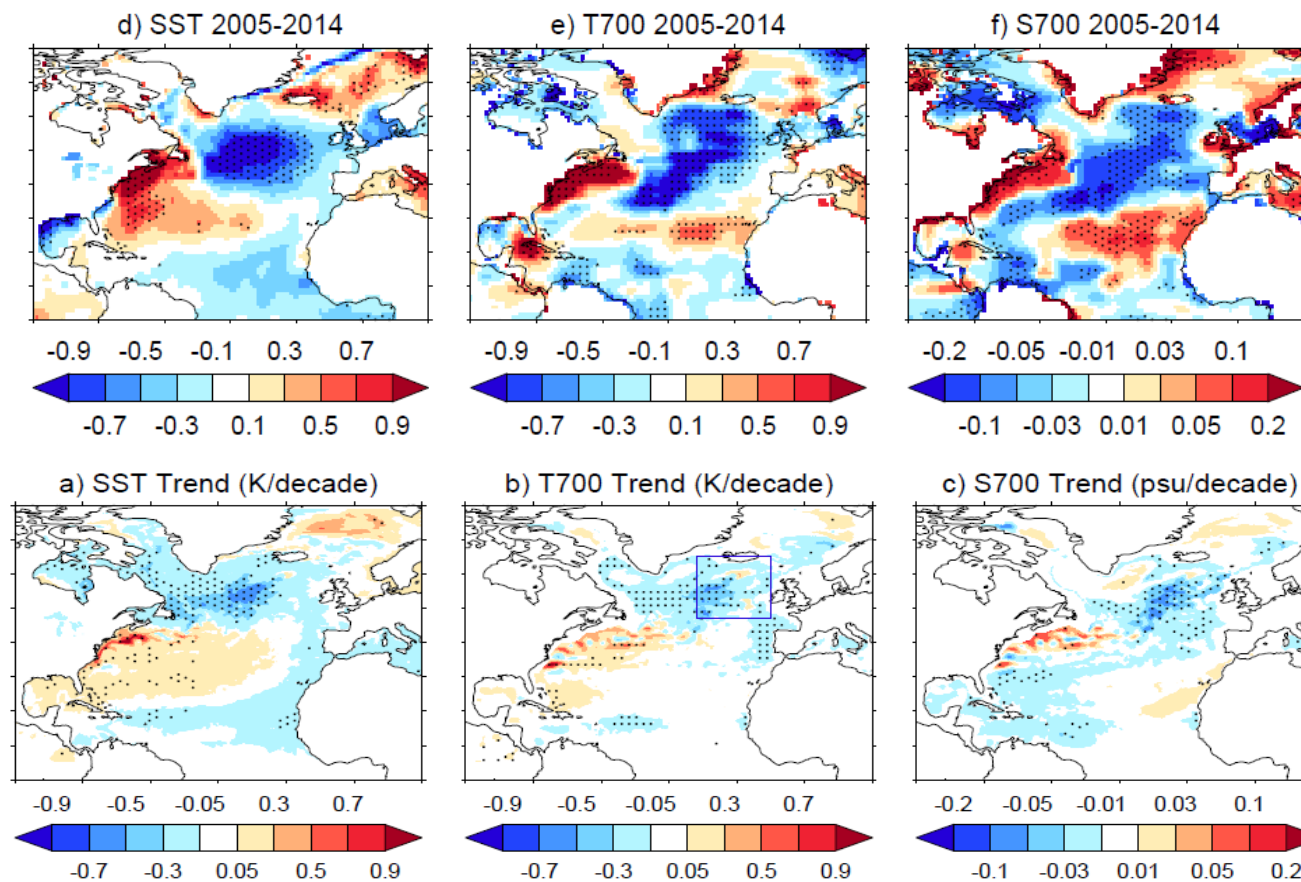 d) SST 2005-2014
e) T700 2005-2014
f) S700 2005-2014
-0.9 -0.5 -0.1 0.3 0.7
-0.9 -0.5 -0.1 0.3 0.7
-0.2 -0.05 -0.01 0.03 0.1
-0.7 -0.3 0.1 0.5 0.9
-0.7 -0.3 0.1 0.5 0.9
-0.1 -0.03 0.01 0.05 0.2
a) SST Trend (K/decade)
b) T700 Trend (K/decade)
c) S700 Trend (psu/decade)
-0.9 -0.5 -0.05 0.3 0.7
-0.9 -0.5 -0.05 0.3 0.7
-0.2 -0.05 -0.01 0.03 0.1
-0.7 -0.3 0.05 0.5 0.9
-0.7 -0.3 0.05 0.5 0.9
-0.1 -0.03 0.01 0.05 0.2